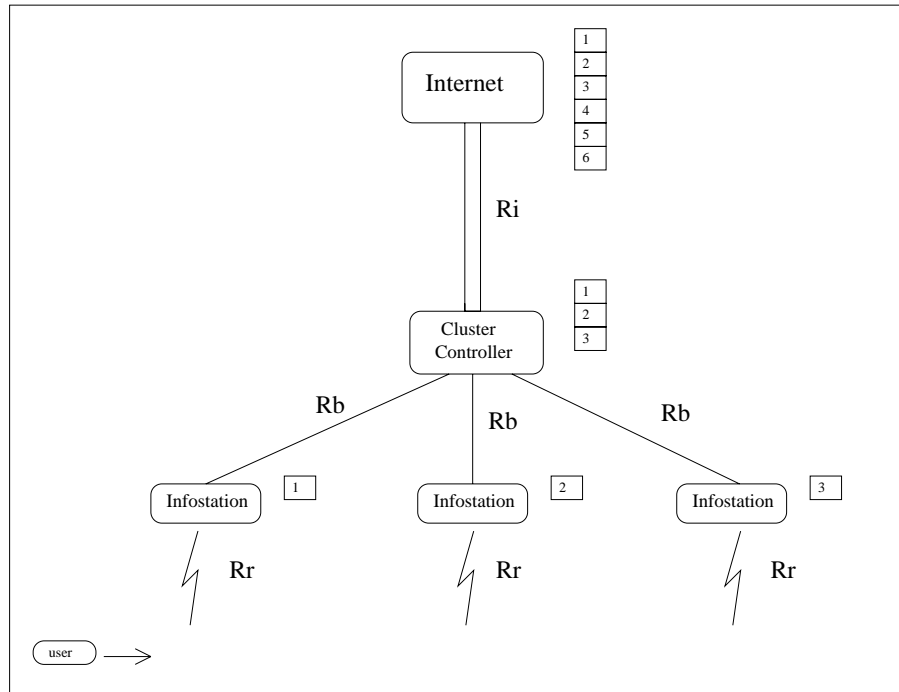 Internet
1
2
3
4
5
6
Ri
Cluster
Controller
1
2
3
Rb
Rb
Rb
Infostation
1
Infostation
2
Infostation
3
Rr
Rr
Rr
user